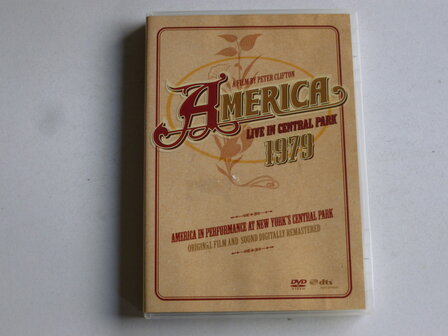 A FILM BY PETER CLIFTON
AMERICA
LIVE IN CENTRAL PARK
1979
AMERICA IN PERFORMANCE AT NEW YORK'S CENTRAL PARK
ORIGINAL FILM AND SOUND DIGITALLY REMASTERED
DVD dts
VIDEO